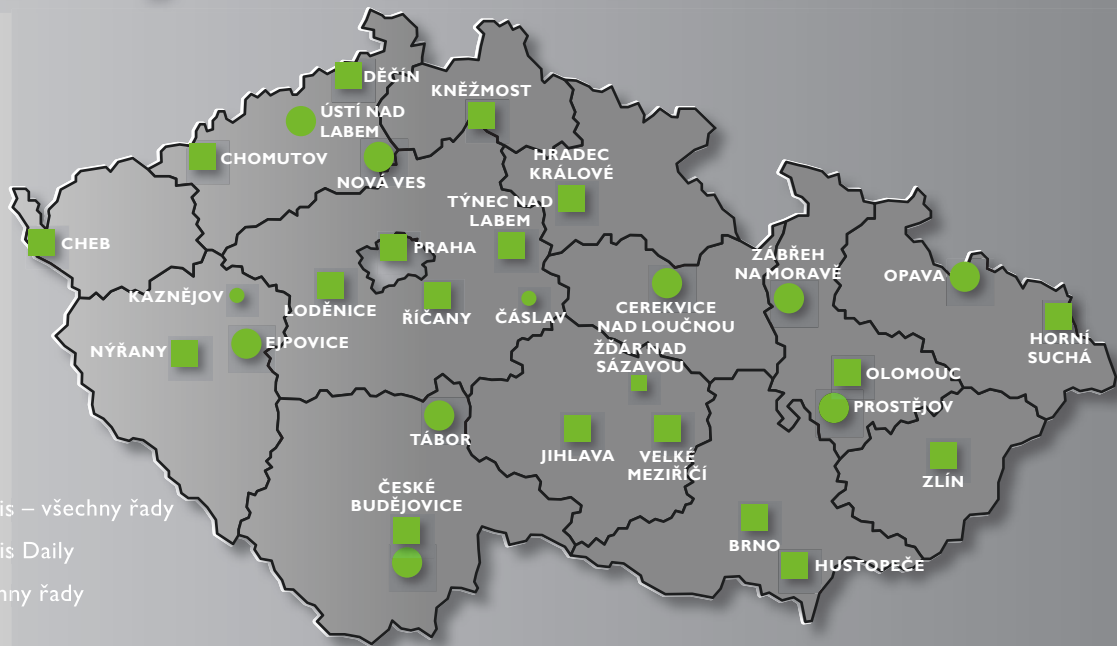 DĚČÍN
KNĚŽMOST
ÚSTÍ NAD
LABEM
CHOMUTOV
NOVÁ VES
HRADEC
KRÁLOVÉ
TÝNEC NAD
LABEM
CHEB
PRAHA
ZÁBŘEH
NA MORAVĚ
OPAVA
KAZNĚJOV
LODĚNICE
ŘÍČANY
ČÁSLAV
CEREKVICE
NAD LOUČNOU
HORNÍ
SUCHÁ
NÝŘANY
EJPOVICE
ŽĎÁR NAD
SÁZAVOU
OLOMOUC
PROSTĚJOV
TÁBOR
JIHLAVA
VELKÉ
MEZIŘÍČÍ
ZLÍN
ČESKÉ
BUDĚJOVICE
BRNO
HUSTOPEČE
is – všechny řady
is Daily
hny řady